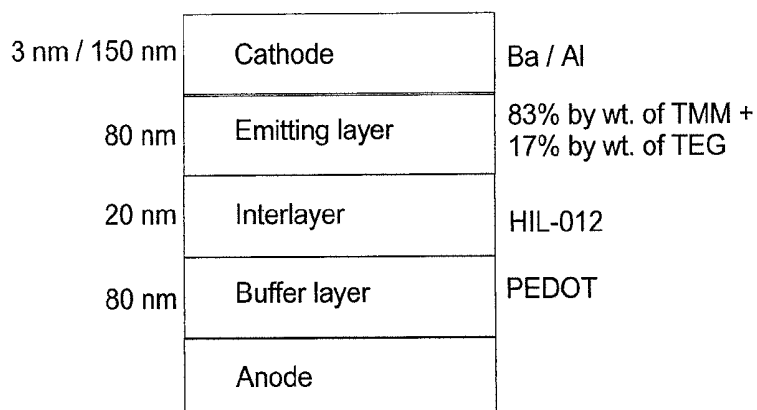 3 nm / 150 nm Cathode Ba / Al
80 nm Emitting layer 83% by wt. of TMM +
17% by wt. of TEG
20 nm Interlayer HIL-012
80 nm Buffer layer PEDOT
Anode